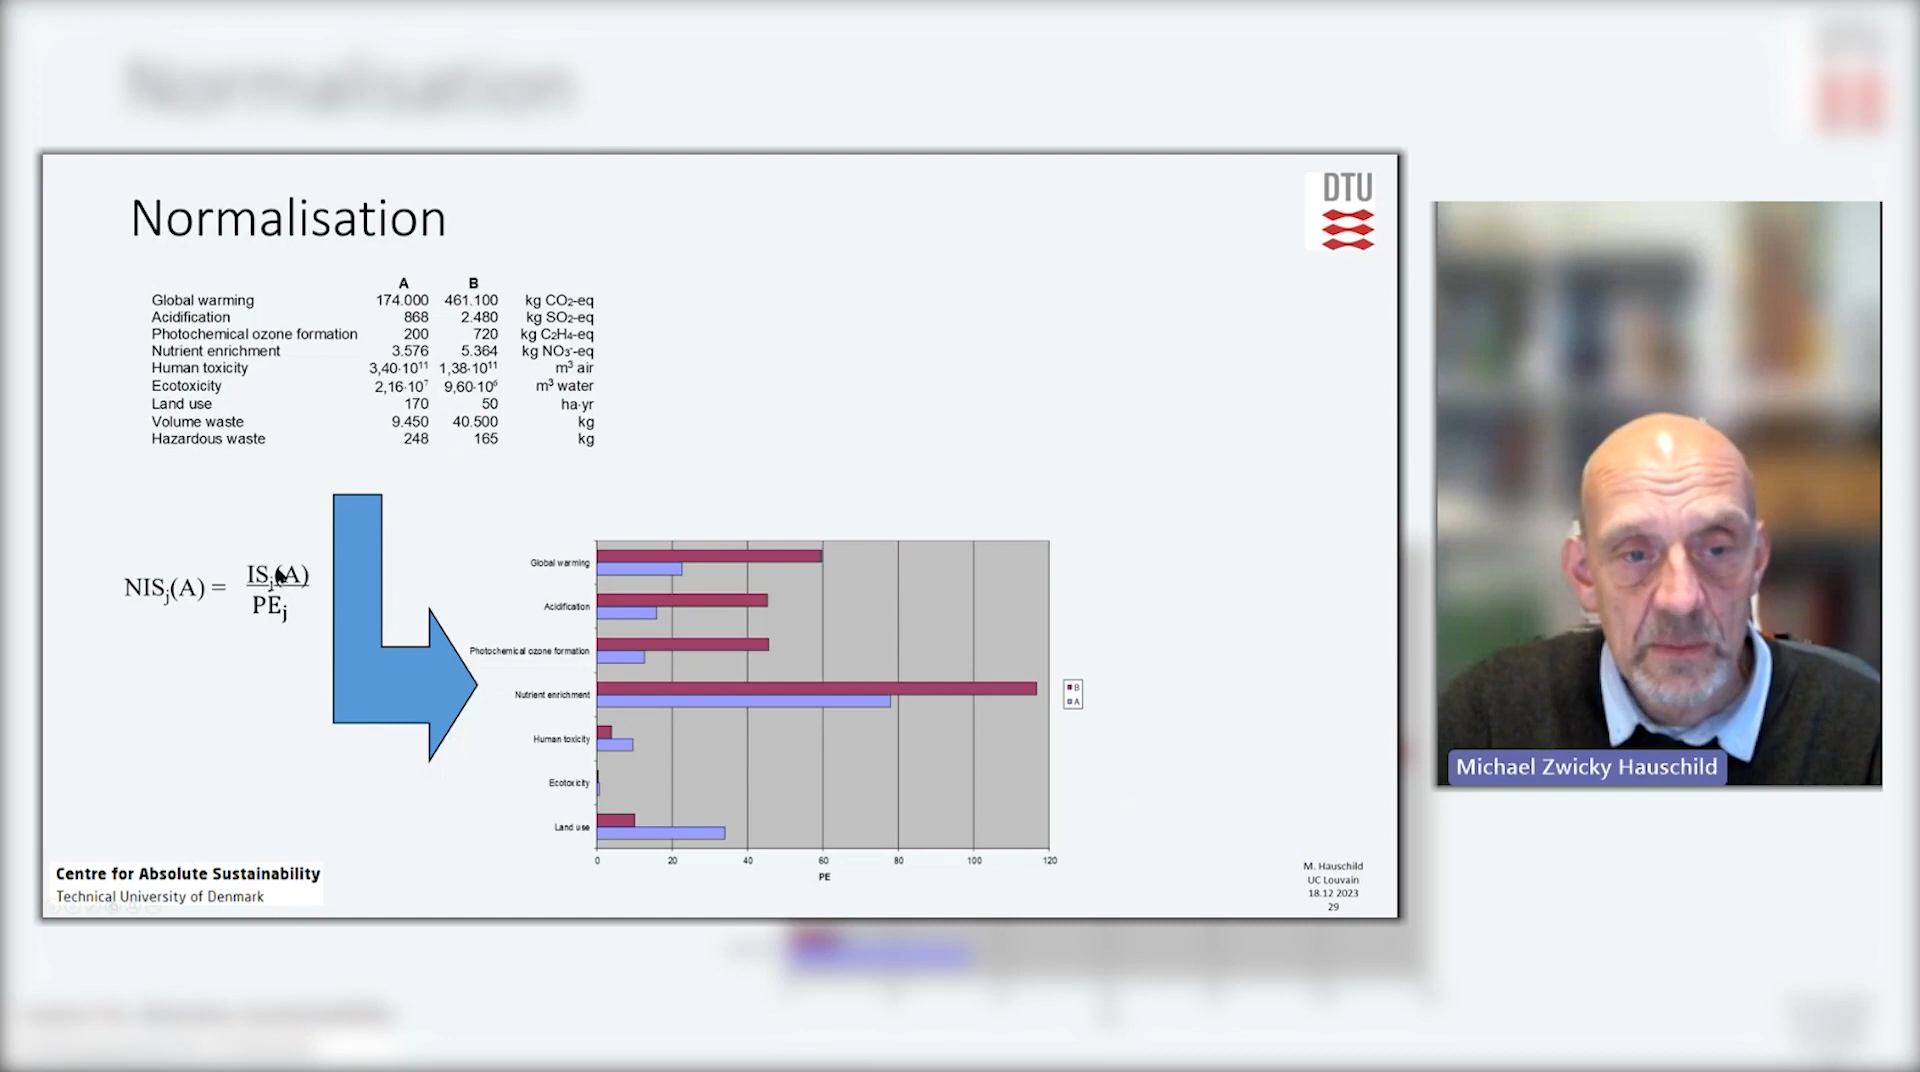 Normalisation
DTU
A B
Global warming 174.000 461.100 kg CO2-eq
Acidification 868 2.480 kg SO2-eq
Photochemical ozone formation 200 720 kg C2H4-eq
Nutrient enrichment 3.576 5.364 kg NO3⁻-eq
Human toxicity 3,40·10¹¹ 1,38·10¹¹ m³ air
Ecotoxicity 2,16·10⁷ 9,60·10⁶ m³ water
Land use 170 50 ha·yr
Volume waste 9.450 40.500 kg
Hazardous waste 248 165 kg
NISj(A) = ISj(A)
PEj
Global warming
Acidification
Photochemical ozone formation
Nutrient enrichment
Human toxicity
Ecotoxicity
Land use
B
A
0 20 40 60 80 100 120
PE
Centre for Absolute Sustainability
Technical University of Denmark
M. Hauschild
UC Louvain
18.12 2023
29
Michael Zwicky Hauschild